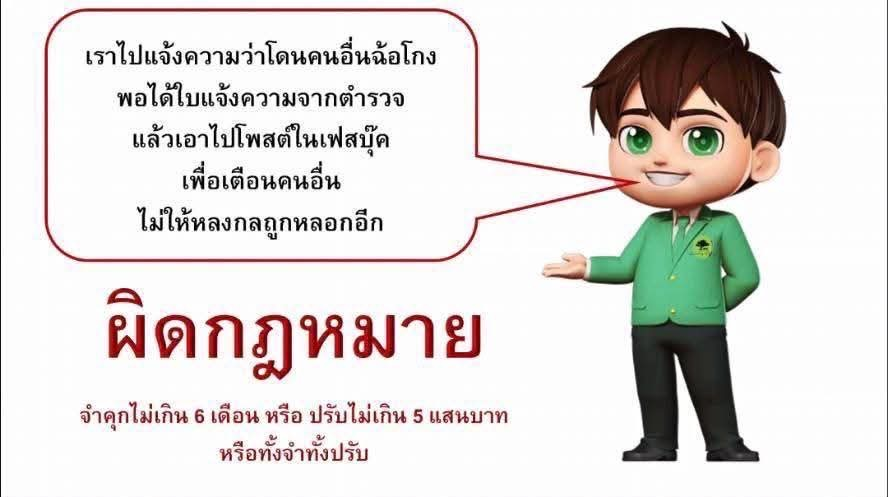 เราไปแจ้งความว่าโดนคนอื่นฉ้อโกง
พอได้ใบแจ้งความจากตำรวจ
แล้วเอาไปโพสต์ในเฟสบุ๊ค
เพื่อเตือนคนอื่น
ไม่ให้หลงกลถูกหลอกอีก
ผิดกฎหมาย
จำคุกไม่เกิน 6 เดือน หรือ ปรับไม่เกิน 5 แสนบาท
หรือทั้งจำทั้งปรับ